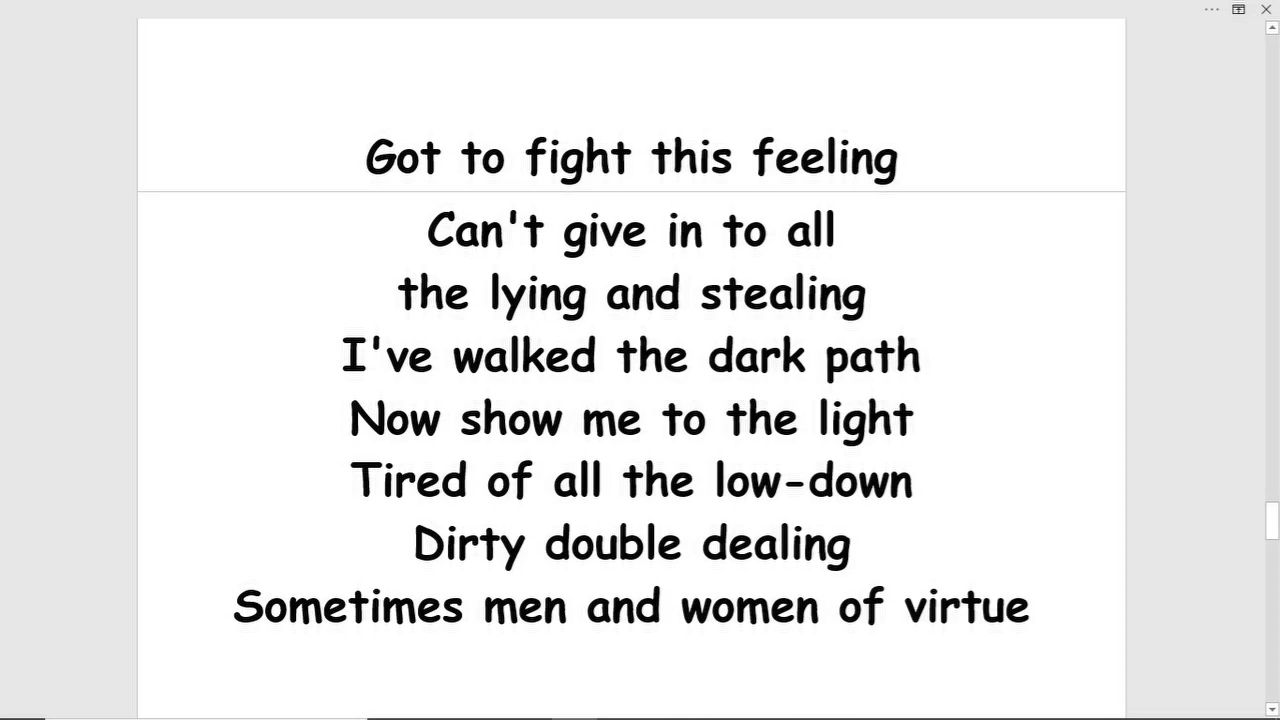 Got to fight this feeling
Can't give in to all
the lying and stealing
I've walked the dark path
Now show me to the light
Tired of all the low-down
Dirty double dealing
Sometimes men and women of virtue